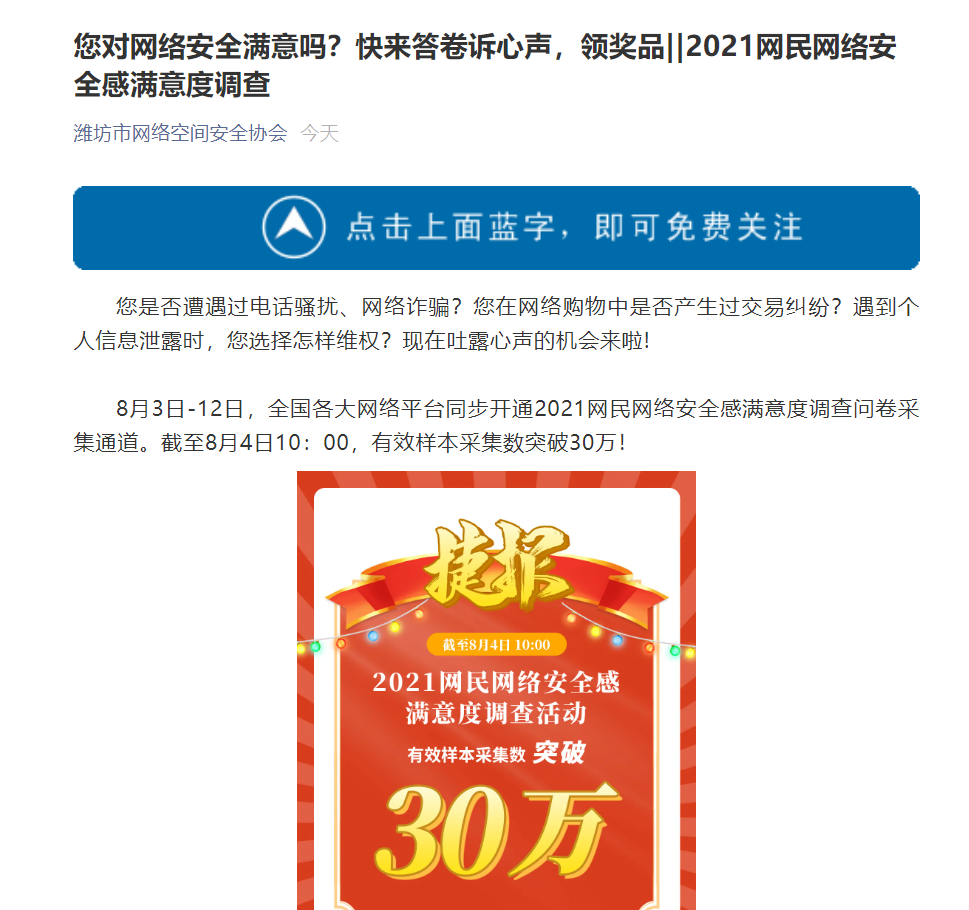 您对网络安全满意吗？快来答卷诉心声，领奖品||2021网民网络安
全感满意度调查
潍坊市网络空间安全协会 今天
点击上面蓝字，即可免费关注
您是否遭遇过电话骚扰、网络诈骗？您在网络购物中是否产生过交易纠纷？遇到个
人信息泄露时，您选择怎样维权？现在吐露心声的机会来啦!
8月3日-12日，全国各大网络平台同步开通2021网民网络安全感满意度调查问卷采
集通道。截至8月4日10：00，有效样本采集数突破30万！
捷报
截至8月4日 10:00
2021网民网络安全感
满意度调查活动
有效样本采集数 突破
30万